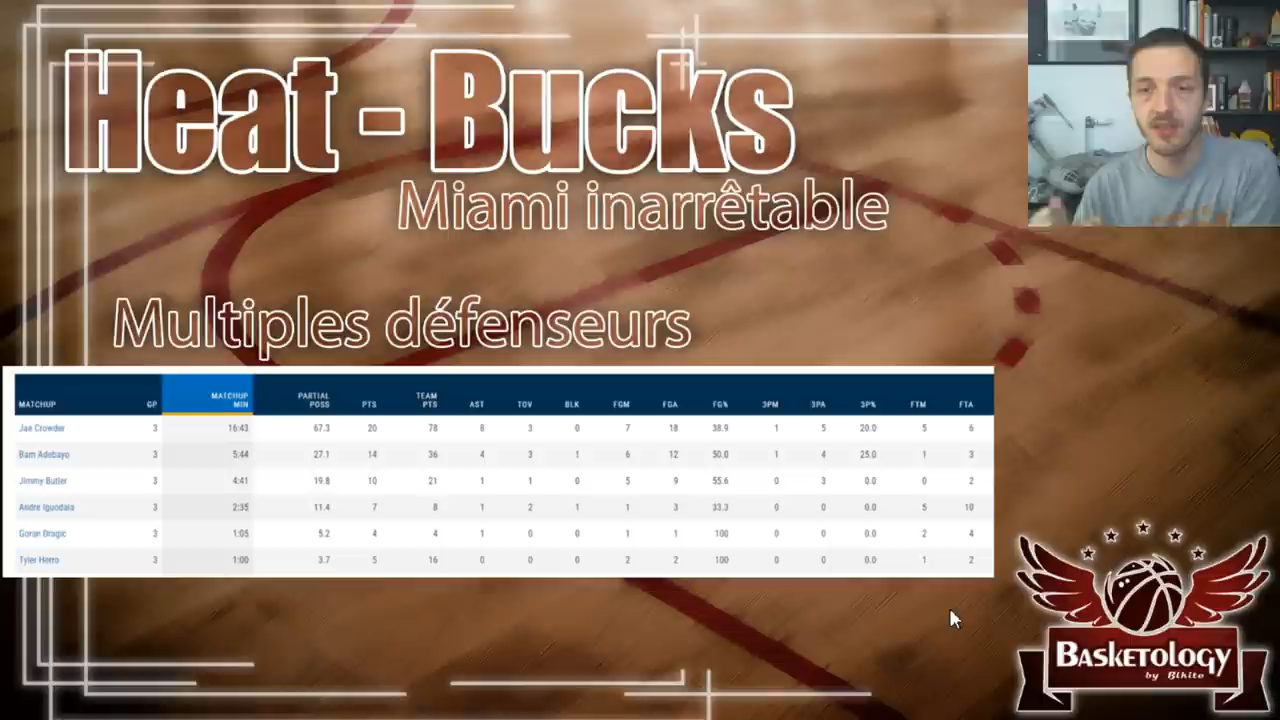 Heat - Bucks
Miami inarrêtable
Multiples défenseurs
MATCHUP GP MATCHUP MIN PARTIAL POSS PTS TEAM PTS AST TOV BLK FGM FGA FG% 3PM 3PA 3P% FTM FTA
Jae Crowder 3 16:43 67.3 20 78 8 3 0 7 18 38.9 1 5 20.0 5 6
Bam Adebayo 3 5:44 27.1 14 36 4 3 1 6 12 50.0 1 4 25.0 1 3
Jimmy Butler 3 4:41 19.8 10 21 1 1 0 5 9 55.6 0 3 0.0 0 2
Andre Iguodala 3 2:35 11.4 7 8 1 2 1 1 3 33.3 0 0 0.0 5 10
Goran Dragic 3 1:05 5.2 4 4 1 0 0 1 1 100 0 0 0.0 2 4
Tyler Herro 3 1:00 3.7 5 16 0 0 0 2 2 100 0 0 0.0 1 2
BASKETOLOGY
by Bikito